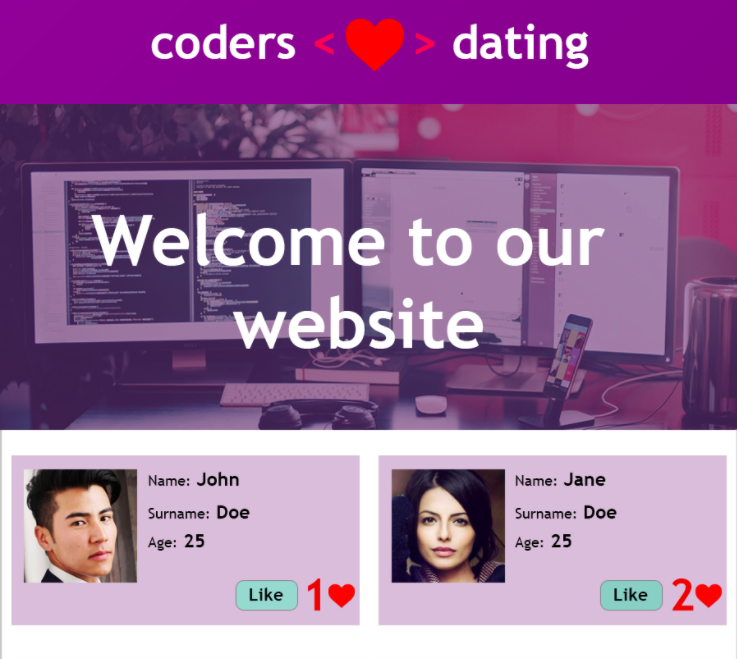 coders < ❤ > dating
Welcome to our
website
Name: John
Surname: Doe
Age: 25
Like 1 ❤
Name: Jane
Surname: Doe
Age: 25
Like 2 ❤